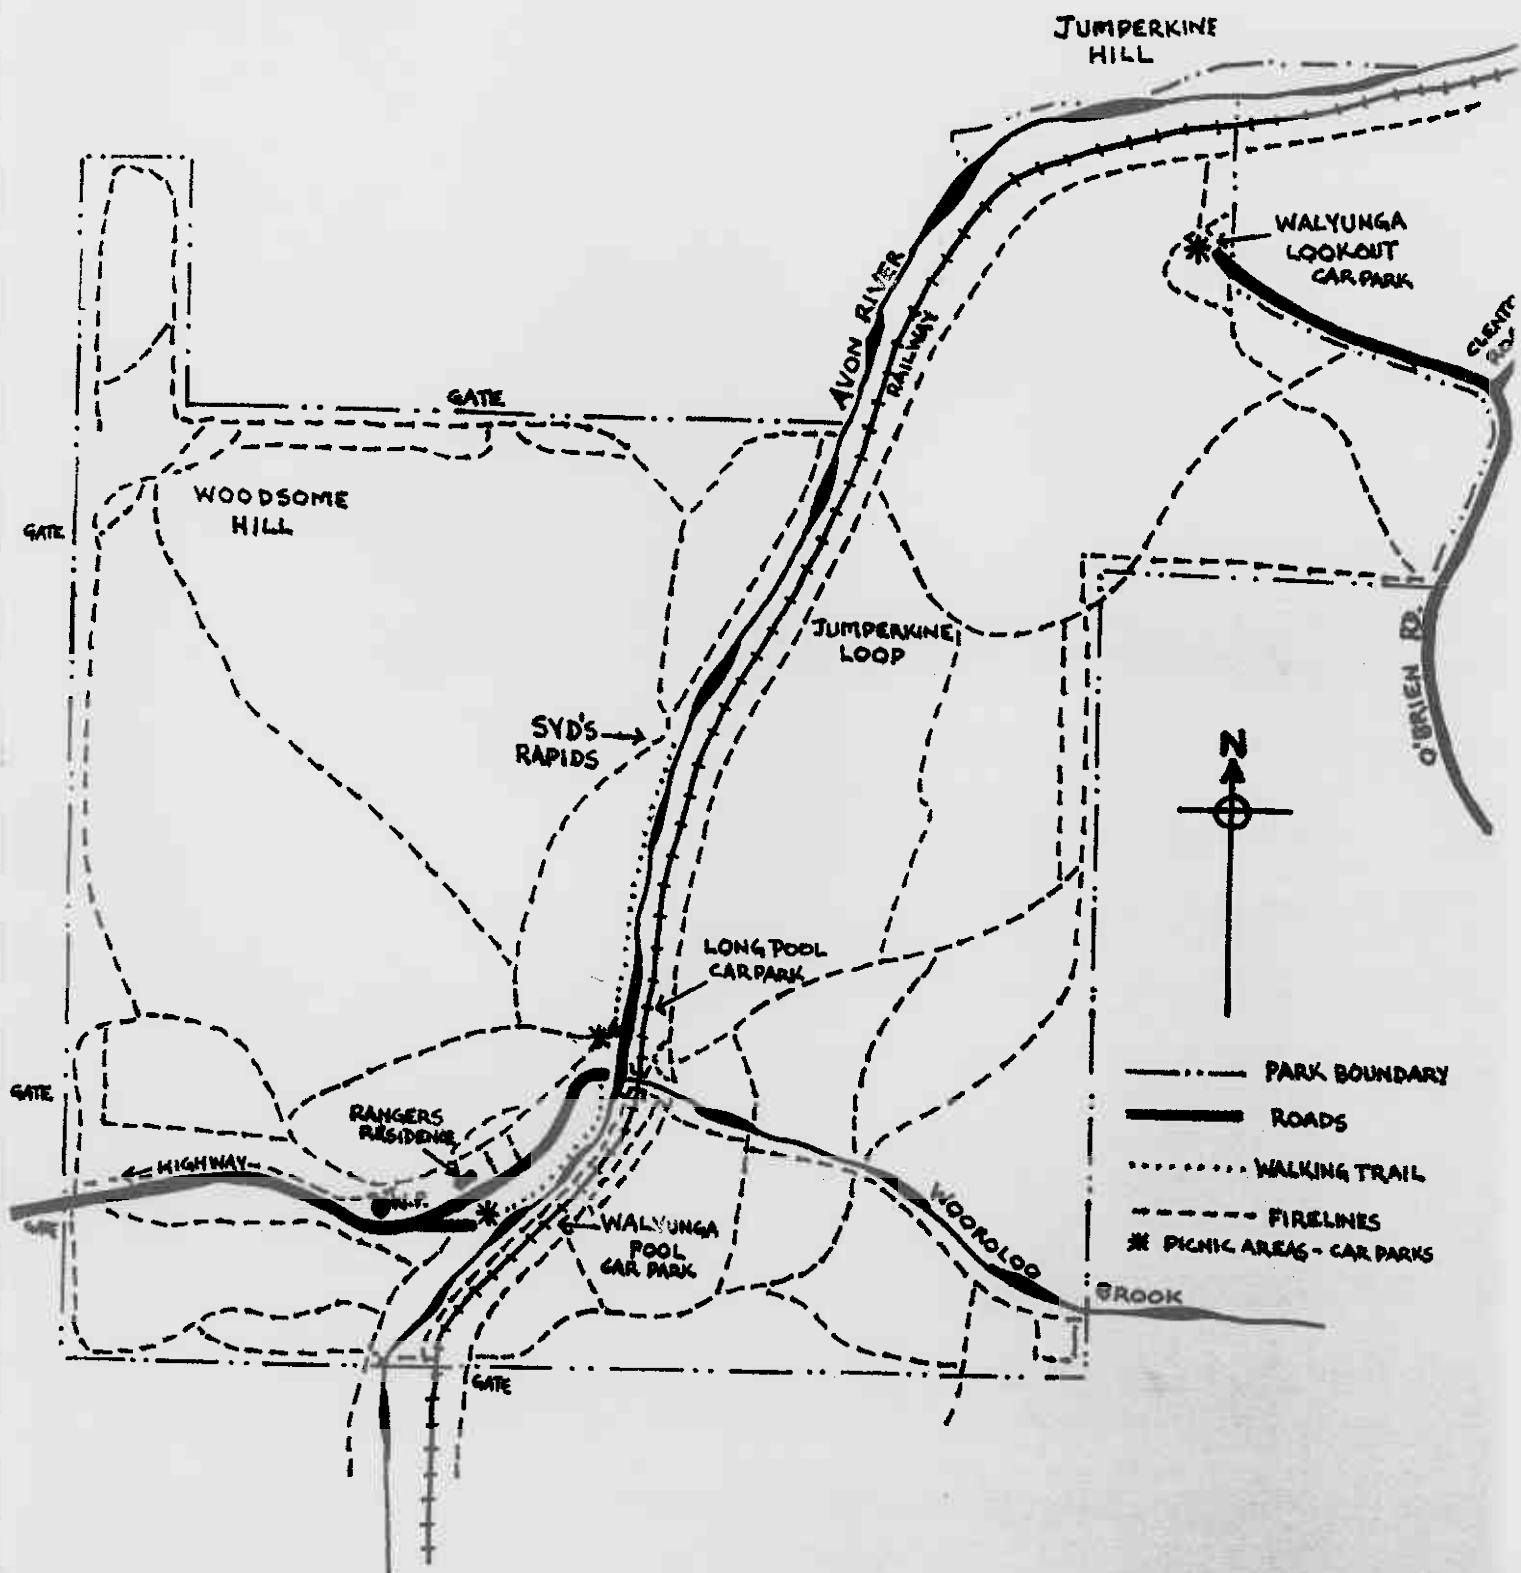 JUMPERKINE
HILL
WALYUNGA
LOOKOUT
CAR PARK
AVON RIVER
RAILWAY
GATE
WOODSOME
HILL
GATE
JUMPERKINE
LOOP
SYD'S
RAPIDS
O'BRIEN RD.
N
LONG POOL
CAR PARK
GATE
RANGERS
RESIDENCE
HIGHWAY
GATE
WALYUNGA
POOL
CAR PARK
WOOROLOO
BROOK
GATE
PARK BOUNDARY
ROADS
WALKING TRAIL
FIRELINES
PICNIC AREAS - CAR PARKS